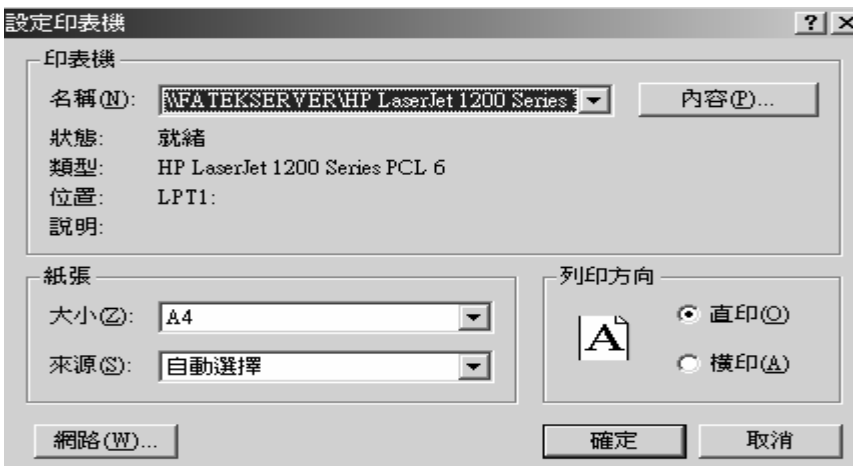 設定印表機
印表機
名稱(N): \\FATEKSERVER\HP LaserJet 1200 Series 內容(P)...
狀態: 就緒
類型: HP LaserJet 1200 Series PCL 6
位置: LPT1:
說明:
紙張 列印方向
大小(Z): A4 A 直印(O)
來源(S): 自動選擇 橫印(A)
網路(W)... 確定 取消